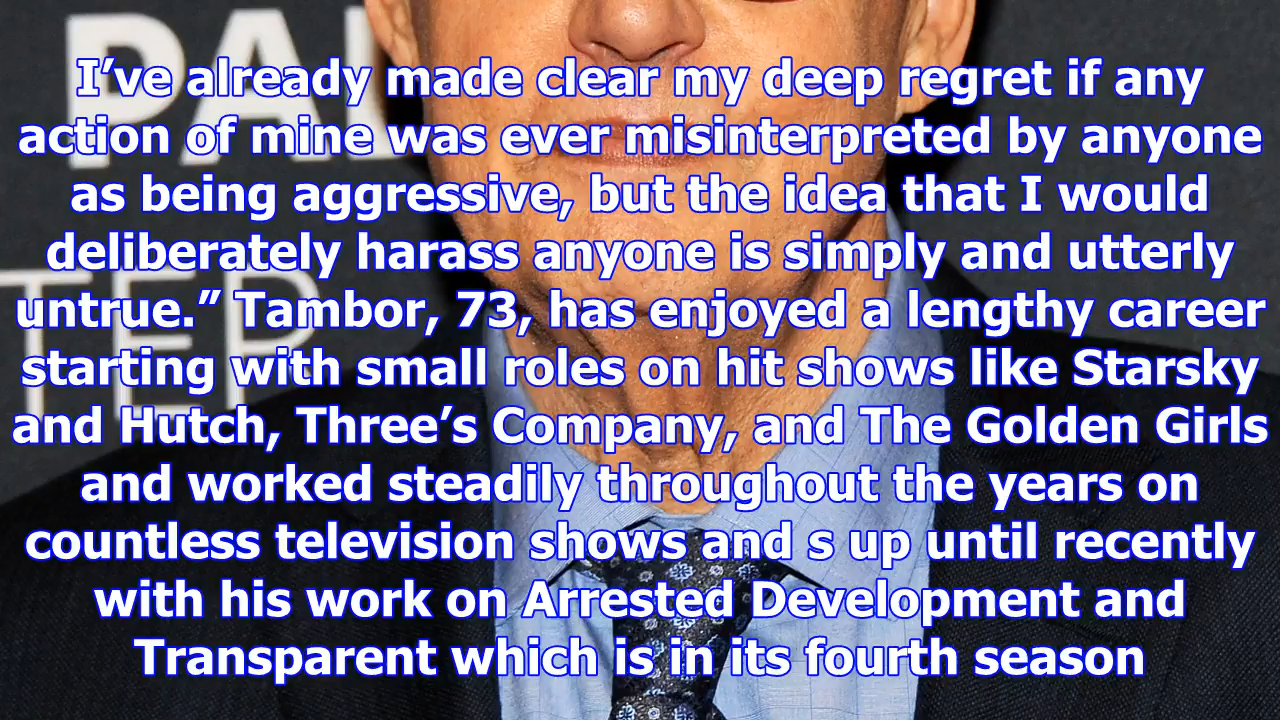 PAL
TER
I’ve already made clear my deep regret if any
action of mine was ever misinterpreted by anyone
as being aggressive, but the idea that I would
deliberately harass anyone is simply and utterly
untrue.” Tambor, 73, has enjoyed a lengthy career
starting with small roles on hit shows like Starsky
and Hutch, Three’s Company, and The Golden Girls
and worked steadily throughout the years on
countless television shows and s up until recently
with his work on Arrested Development and
Transparent which is in its fourth season